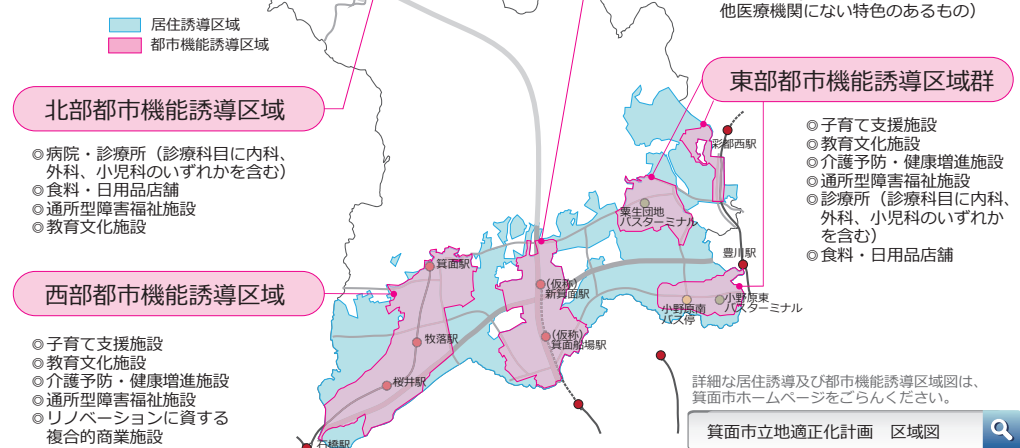 他医療機関にない特色のあるもの）
居住誘導区域
都市機能誘導区域
北部都市機能誘導区域
◎病院・診療所（診療科目に内科、
外科、小児科のいずれかを含む）
◎食料・日用品店舗
◎通所型障害福祉施設
◎教育文化施設
西部都市機能誘導区域
◎子育て支援施設
◎教育文化施設
◎介護予防・健康増進施設
◎通所型障害福祉施設
◎リノベーションに資する
複合的商業施設
東部都市機能誘導区域群
◎子育て支援施設
◎教育文化施設
◎介護予防・健康増進施設
◎通所型障害福祉施設
◎診療所（診療科目に内科、
外科、小児科のいずれか
を含む）
◎食料・日用品店舗
彩都西駅
粟生団地
バスターミナル
豊川駅
箕面駅
（仮称）
新箕面駅
小野原東
バスターミナル
小野原南
バス停
（仮称）
箕面船場駅
牧落駅
桜井駅
石橋駅
詳細な居住誘導及び都市機能誘導区域図は、
箕面市ホームページをごらんください。
箕面市立地適正化計画　区域図